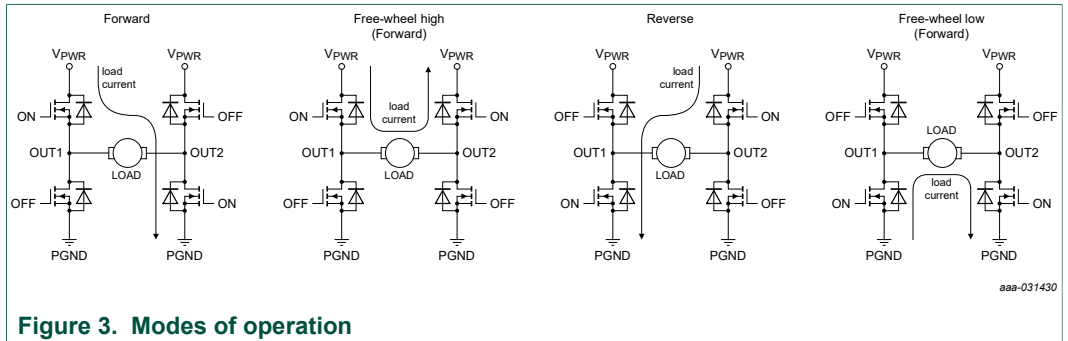 Forward
VPWR
VPWR
load
current
ON
OFF
OUT1
OUT2
LOAD
OFF
ON
PGND
PGND
Free-wheel high
(Forward)
VPWR
VPWR
load
current
ON
ON
OUT1
OUT2
LOAD
OFF
OFF
PGND
PGND
Reverse
VPWR
VPWR
load
current
OFF
ON
OUT1
OUT2
LOAD
ON
OFF
PGND
PGND
Free-wheel low
(Forward)
VPWR
VPWR
OFF
OFF
LOAD
OUT1
OUT2
load
current
ON
ON
PGND
PGND
aaa-031430
Figure 3. Modes of operation